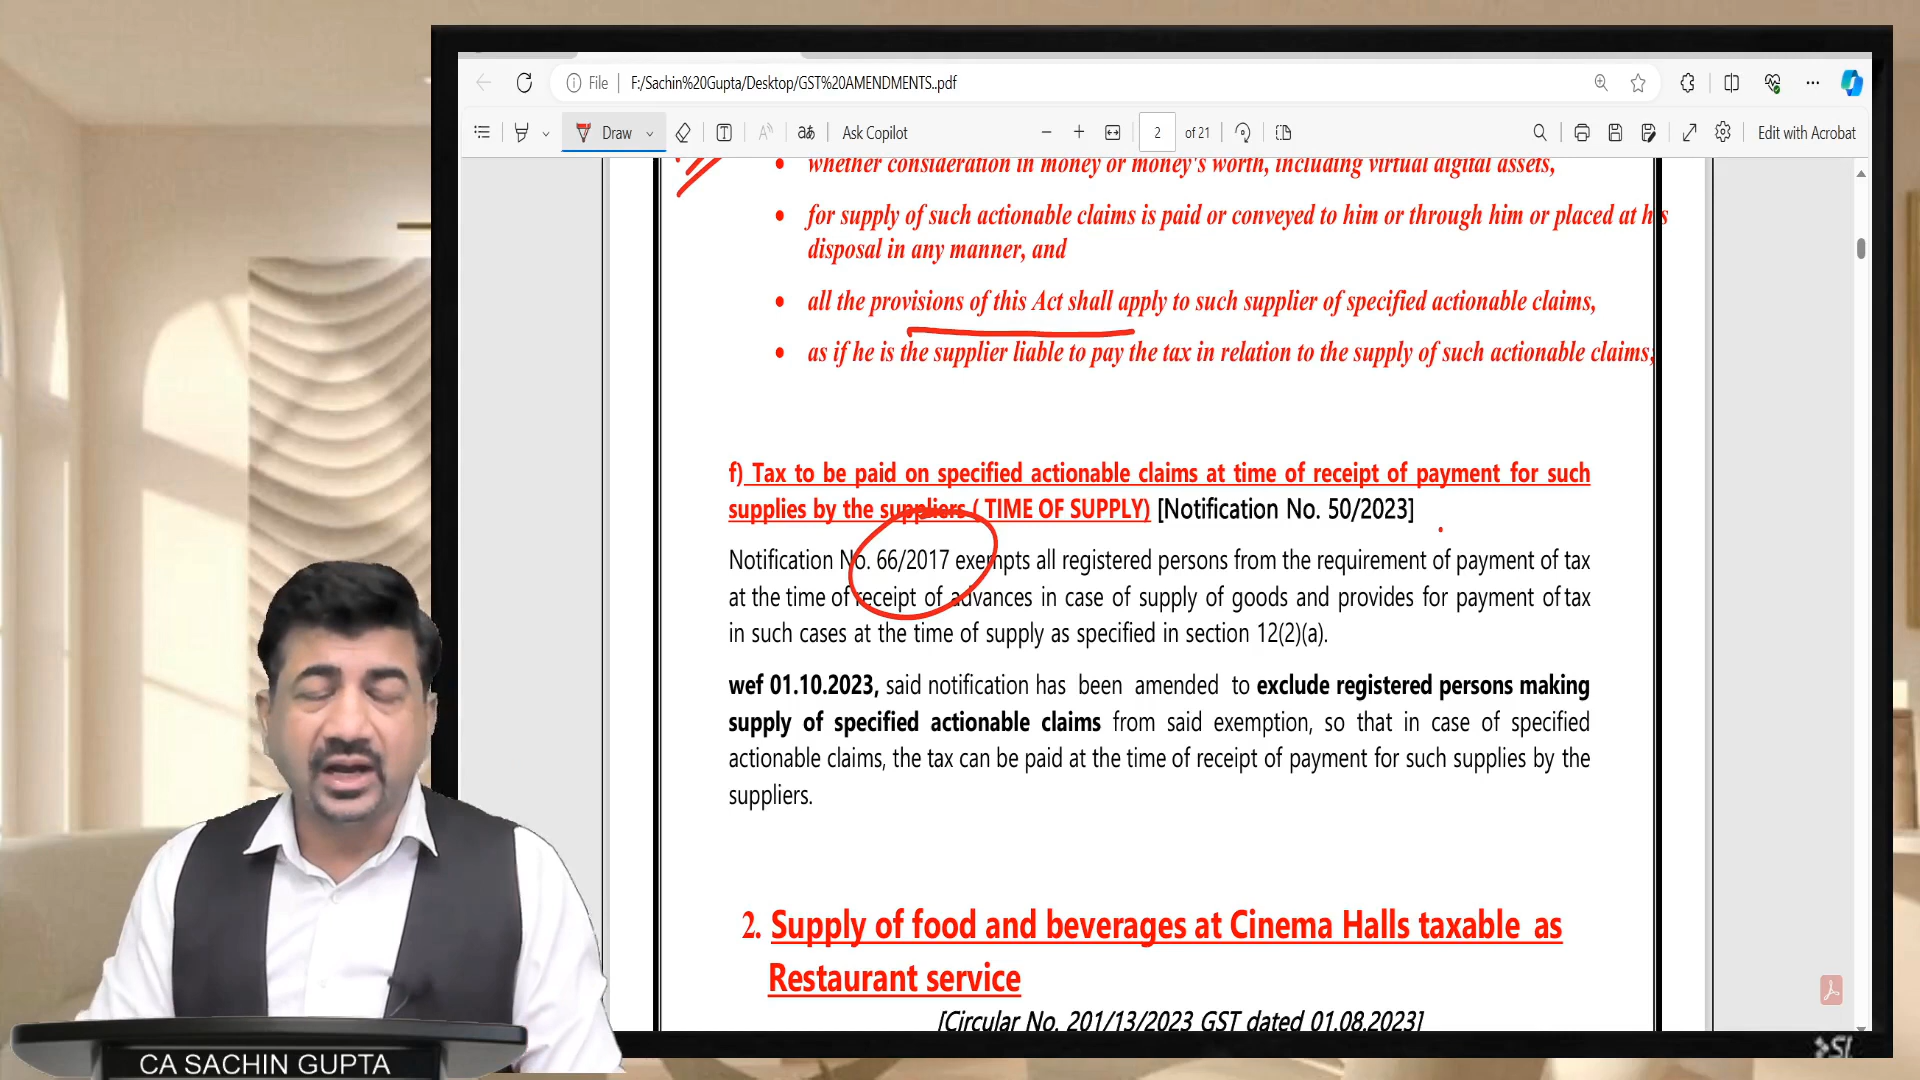 File
F:/Sachin%20Gupta/Desktop/GST%20AMENDMENTS..pdf
Draw
Ask Copilot
2 of 21
Edit with Acrobat
• whether consideration in money or money's worth, including virtual digital assets,
• for supply of such actionable claims is paid or conveyed to him or through him or placed at his
disposal in any manner, and
• all the provisions of this Act shall apply to such supplier of specified actionable claims,
• as if he is the supplier liable to pay the tax in relation to the supply of such actionable claims;
f) Tax to be paid on specified actionable claims at time of receipt of payment for such
supplies by the suppliers ( TIME OF SUPPLY) [Notification No. 50/2023]
Notification No. 66/2017 exempts all registered persons from the requirement of payment of tax
at the time of receipt of advances in case of supply of goods and provides for payment of tax
in such cases at the time of supply as specified in section 12(2)(a).
wef 01.10.2023, said notification has been amended to exclude registered persons making
supply of specified actionable claims from said exemption, so that in case of specified
actionable claims, the tax can be paid at the time of receipt of payment for such supplies by the
suppliers.
2. Supply of food and beverages at Cinema Halls taxable as
Restaurant service
[Circular No. 201/13/2023 GST dated 01.08.2023]
CA SACHIN GUPTA